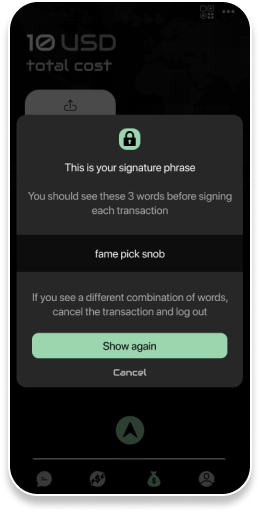 10 USD
total cost
This is your signature phrase
You should see these 3 words before signing
each transaction
fame pick snob
If you see a different combination of words,
cancel the transaction and log out
Show again
Cancel